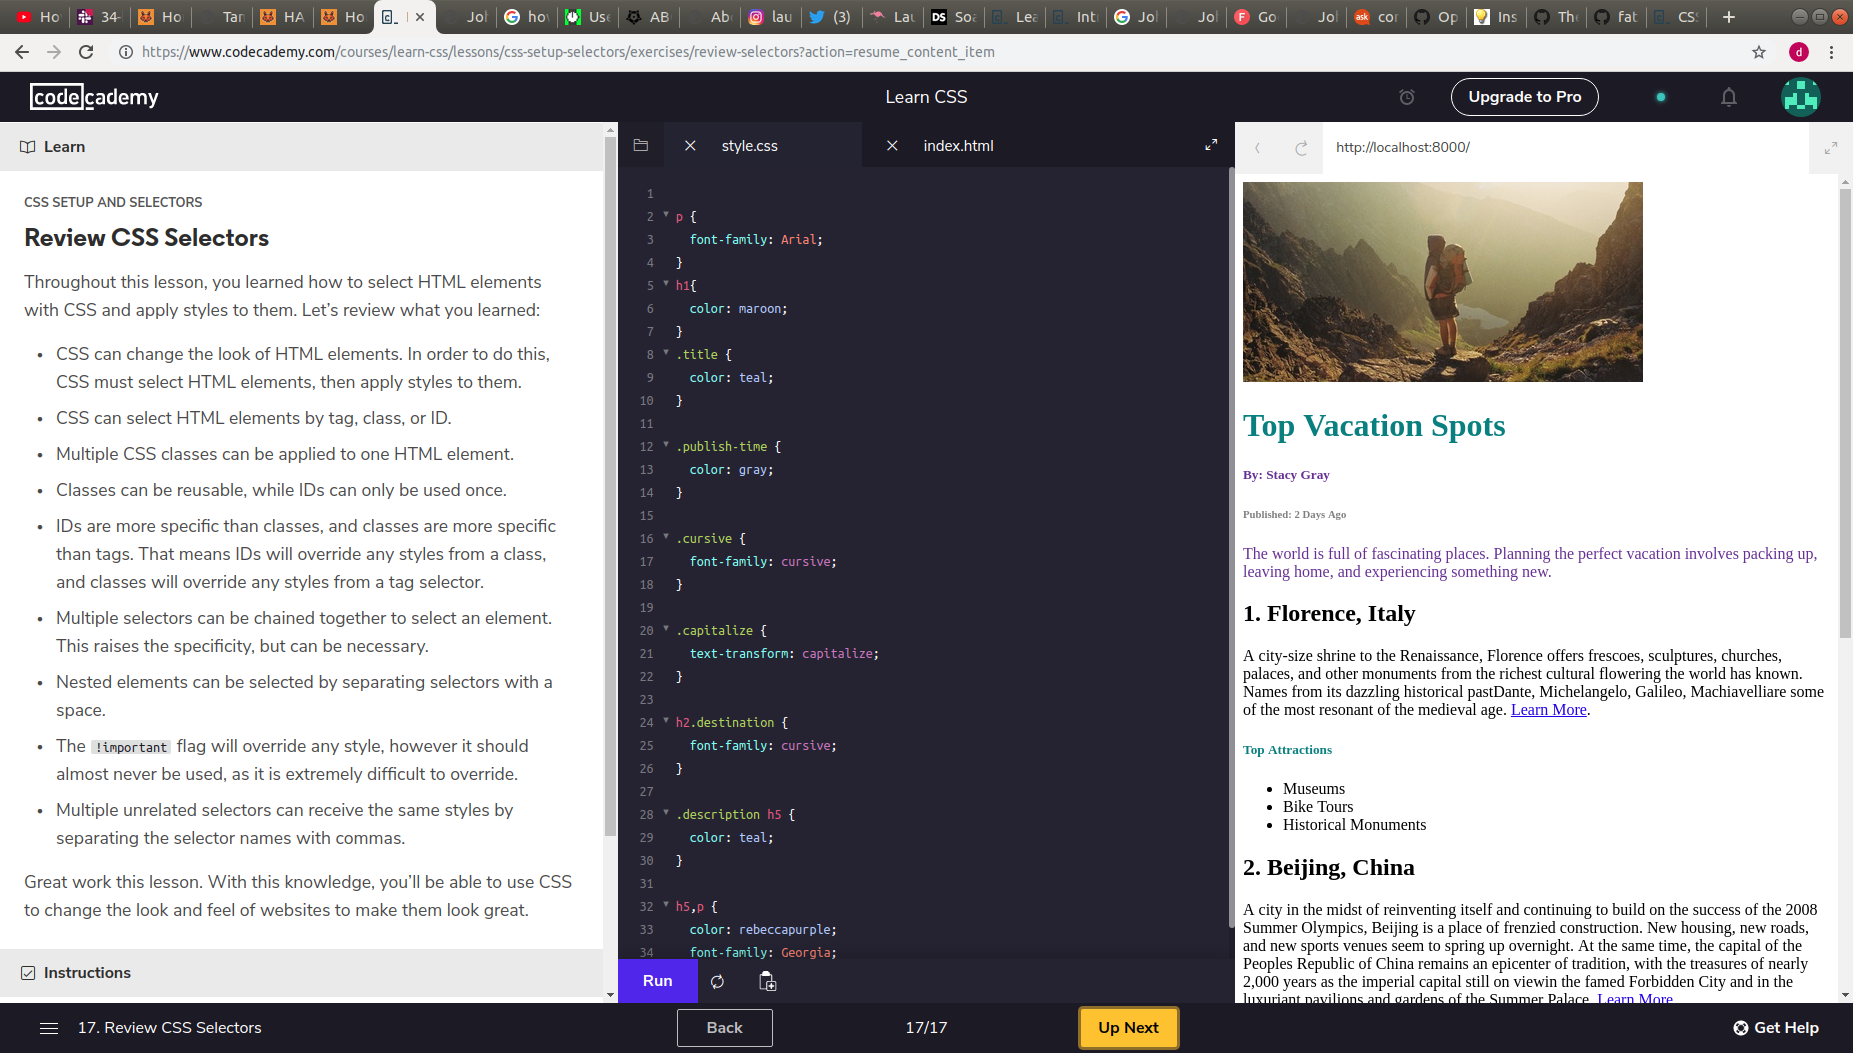 Ho
34-
Ho
Tar
HA
Ho
Joh
hov
Use
AB
Abo
lau
(3)
Lau
DS
Soa
Lea
Int
Joh
Joh
Go
Joh
ask
cor
Op
Ins
The
fat
CSS
https://www.codecademy.com/courses/learn-css/lessons/css-setup-selectors/exercises/review-selectors?action=resume_content_item
d
codecademy
Learn CSS
Upgrade to Pro
Learn
CSS SETUP AND SELECTORS
Review CSS Selectors
Throughout this lesson, you learned how to select HTML elements
with CSS and apply styles to them. Let’s review what you learned:
• CSS can change the look of HTML elements. In order to do this,
CSS must select HTML elements, then apply styles to them.
• CSS can select HTML elements by tag, class, or ID.
• Multiple CSS classes can be applied to one HTML element.
• Classes can be reusable, while IDs can only be used once.
• IDs are more specific than classes, and classes are more specific
than tags. That means IDs will override any styles from a class,
and classes will override any styles from a tag selector.
• Multiple selectors can be chained together to select an element.
This raises the specificity, but can be necessary.
• Nested elements can be selected by separating selectors with a
space.
• The !important flag will override any style, however it should
almost never be used, as it is extremely difficult to override.
• Multiple unrelated selectors can receive the same styles by
separating the selector names with commas.
Great work this lesson. With this knowledge, you’ll be able to use CSS
to change the look and feel of websites to make them look great.
Instructions
style.css
index.html
1
2 p {
3 font-family: Arial;
4 }
5 h1{
6 color: maroon;
7 }
8 .title {
9 color: teal;
10 }
11
12 .publish-time {
13 color: gray;
14 }
15
16 .cursive {
17 font-family: cursive;
18 }
19
20 .capitalize {
21 text-transform: capitalize;
22 }
23
24 h2.destination {
25 font-family: cursive;
26 }
27
28 .description h5 {
29 color: teal;
30 }
31
32 h5,p {
33 color: rebeccapurple;
34 font-family: Georgia;
Run
http://localhost:8000/
Top Vacation Spots
By: Stacy Gray
Published: 2 Days Ago
The world is full of fascinating places. Planning the perfect vacation involves packing up,
leaving home, and experiencing something new.
1. Florence, Italy
A city-size shrine to the Renaissance, Florence offers frescoes, sculptures, churches,
palaces, and other monuments from the richest cultural flowering the world has known.
Names from its dazzling historical pastDante, Michelangelo, Galileo, Machiavelliare some
of the most resonant of the medieval age. Learn More.
Top Attractions
• Museums
• Bike Tours
• Historical Monuments
2. Beijing, China
A city in the midst of reinventing itself and continuing to build on the success of the 2008
Summer Olympics, Beijing is a place of frenzied construction. New housing, new roads,
and new sports venues seem to spring up overnight. At the same time, the capital of the
Peoples Republic of China remains an epicenter of tradition, with the treasures of nearly
2,000 years as the imperial capital still on viewin the famed Forbidden City and in the
luxuriant pavilions and gardens of the Summer Palace. Learn More
17. Review CSS Selectors
Back
17/17
Up Next
Get Help